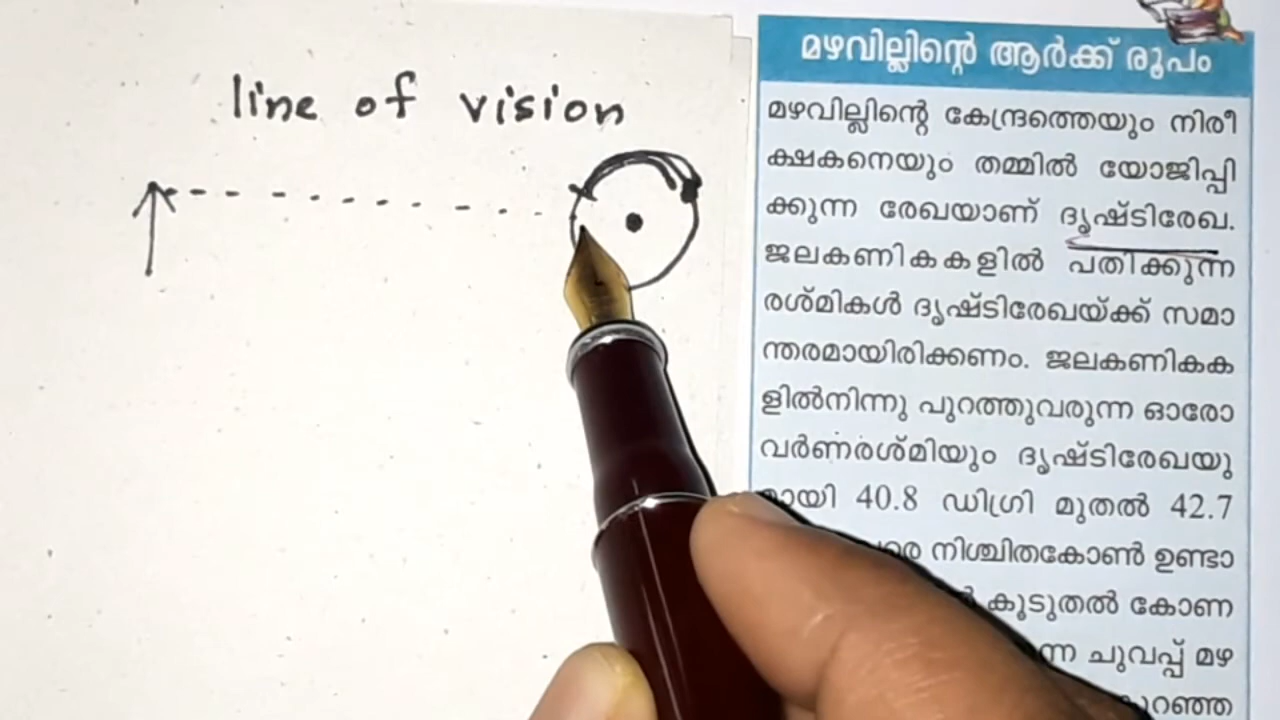 line of vision
മഴവില്ലിന്റെ ആർക്ക് രൂപം
മഴവില്ലിന്റെ കേന്ദ്രത്തെയും നിരീ
ക്ഷകനെയും തമ്മിൽ യോജിപ്പി
ക്കുന്ന രേഖയാണ് ദൃഷ്ടിരേഖ.
ജലകണികകളിൽ പതിക്കുന്ന
രശ്മികൾ ദൃഷ്ടിരേഖയ്ക്ക് സമാ
ന്തരമായിരിക്കണം. ജലകണികക
ളിൽനിന്നു പുറത്തുവരുന്ന ഓരോ
വർണരശ്മിയും ദൃഷ്ടിരേഖയു
മായി 40.8 ഡിഗ്രി മുതൽ 42.7
നിശ്ചിതകോൺ ഉണ്ടാ
കൂടുതൽ കോണ
ചുവപ്പ് മഴ